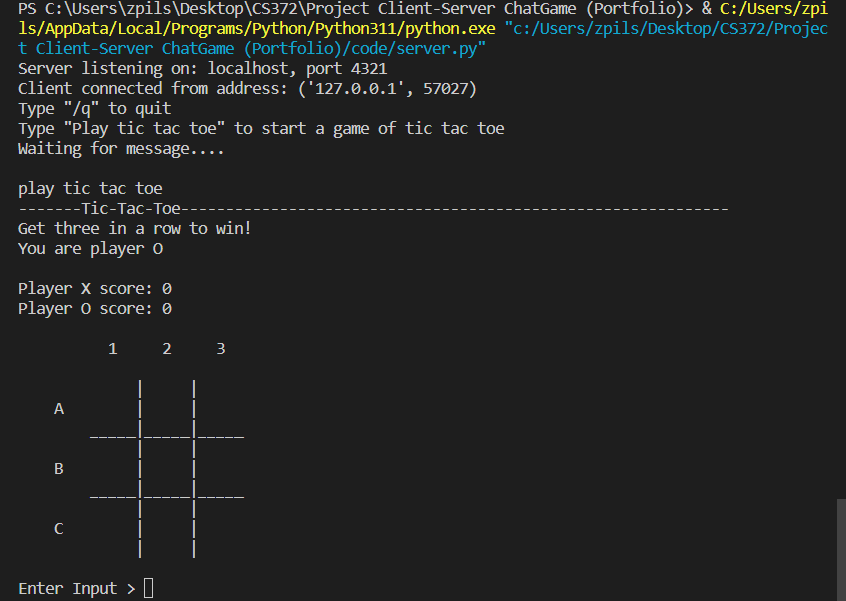 PS C:\Users\zpils\Desktop\CS372\Project Client-Server ChatGame (Portfolio)> & C:/Users/zpi
ls/AppData/Local/Programs/Python/Python311/python.exe "c:/Users/zpils/Desktop/CS372/Projec
t Client-Server ChatGame (Portfolio)/code/server.py"
Server listening on: localhost, port 4321
Client connected from address: ('127.0.0.1', 57027)
Type "/q" to quit
Type "Play tic tac toe" to start a game of tic tac toe
Waiting for message....
play tic tac toe
-------Tic-Tac-Toe-------------------------------------------------------------
Get three in a row to win!
You are player O
Player X score: 0
Player O score: 0
          1     2     3
             |     |
    A        |     |
        _____|_____|_____
             |     |
    B        |     |
        _____|_____|_____
             |     |
    C        |     |
             |     |
Enter Input >